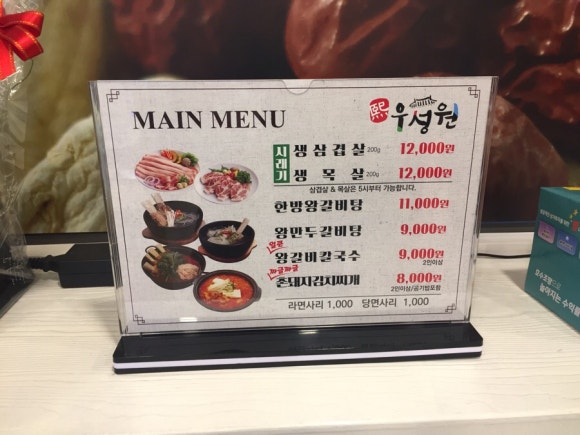 MAIN MENU
熙 우성원
시래기
생삼겹살 200g 12,000원
생목살 200g 12,000원
삼겹살 & 목살은 5시부터 가능합니다.
한방왕갈비탕 11,000원
왕만두갈비탕 9,000원
얼큰
왕갈비칼국수 9,000원
2인이상
돈대지김치찌개 8,000원
2인이상/공기밥포함
라면사리 1,000 당면사리 1,000